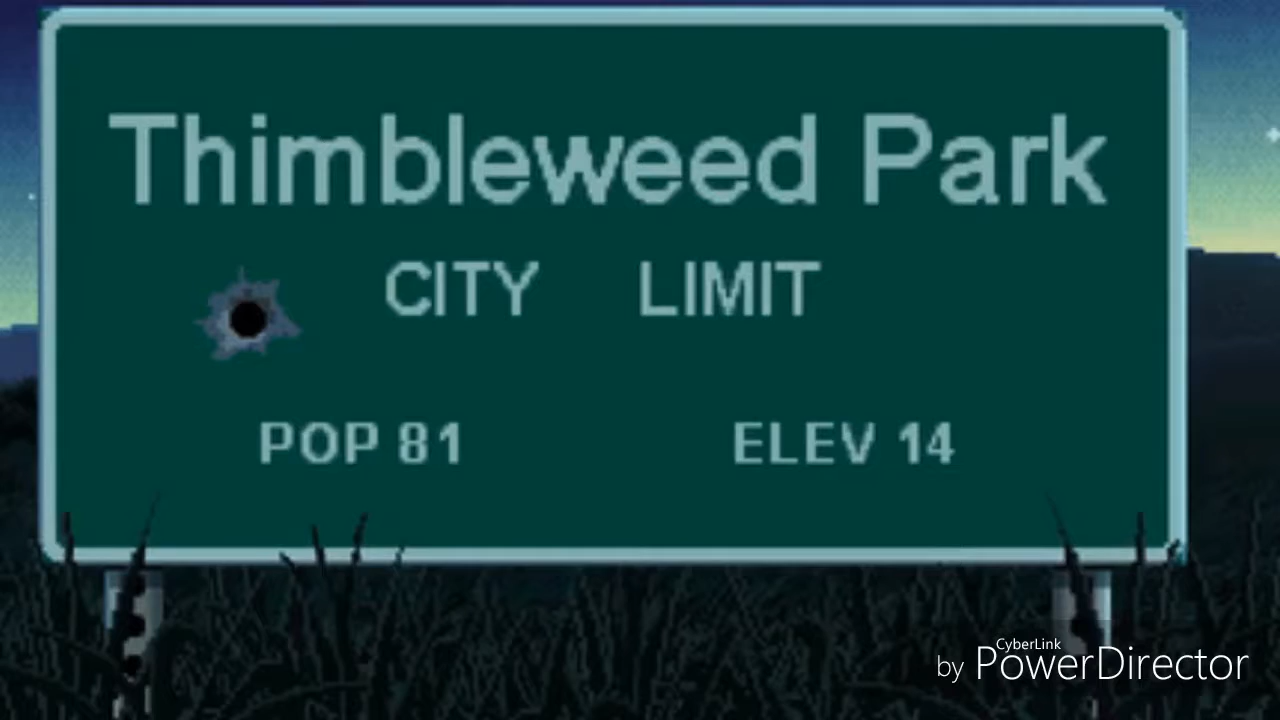 Thimbleweed Park
CITY LIMIT
POP 81 ELEV 14
CyberLink
by PowerDirector